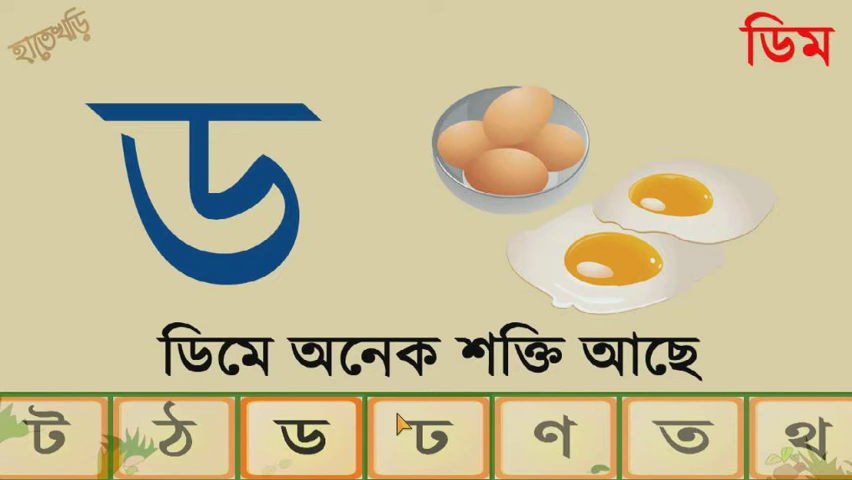 হাতেখড়ি
ডিম
ড
ডিমে অনেক শক্তি আছে
ট ঠ ড ঢ ণ ত থ